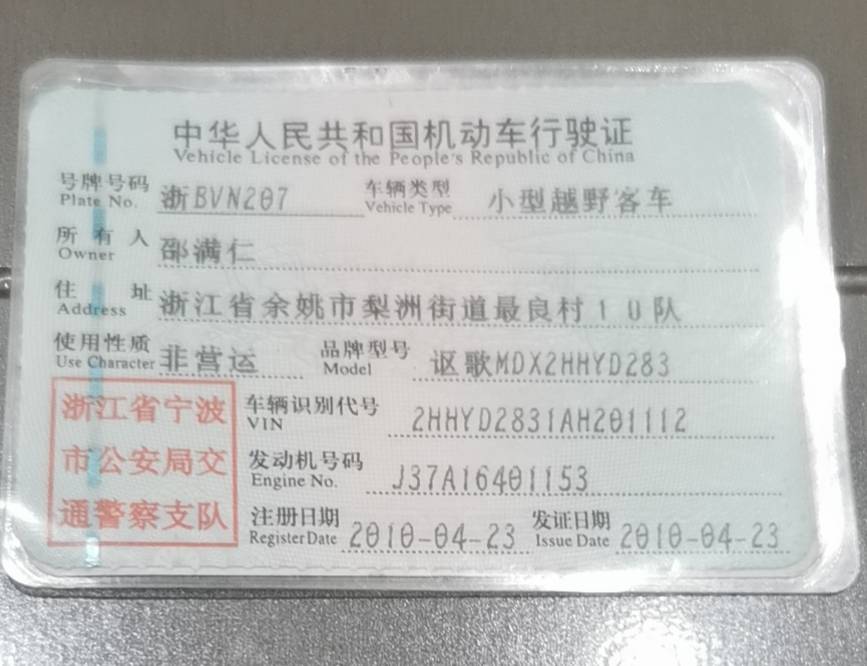 中华人民共和国机动车行驶证
Vehicle License of the People's Republic of China
号牌号码 浙BVN207 车辆类型 小型越野客车
Plate No. Vehicle Type
所有人 邵满仁
Owner
住址 浙江省余姚市梨洲街道最良村10队
Address
使用性质 非营运 品牌型号 讴歌MDX2HHYD283
Use Character Model
浙江省宁波
市公安局交
通警察支队
车辆识别代号 2HHYD2831AH201112
VIN
发动机号码 J37A16401153
Engine No.
注册日期 2010-04-23 发证日期 2010-04-23
Register Date Issue Date